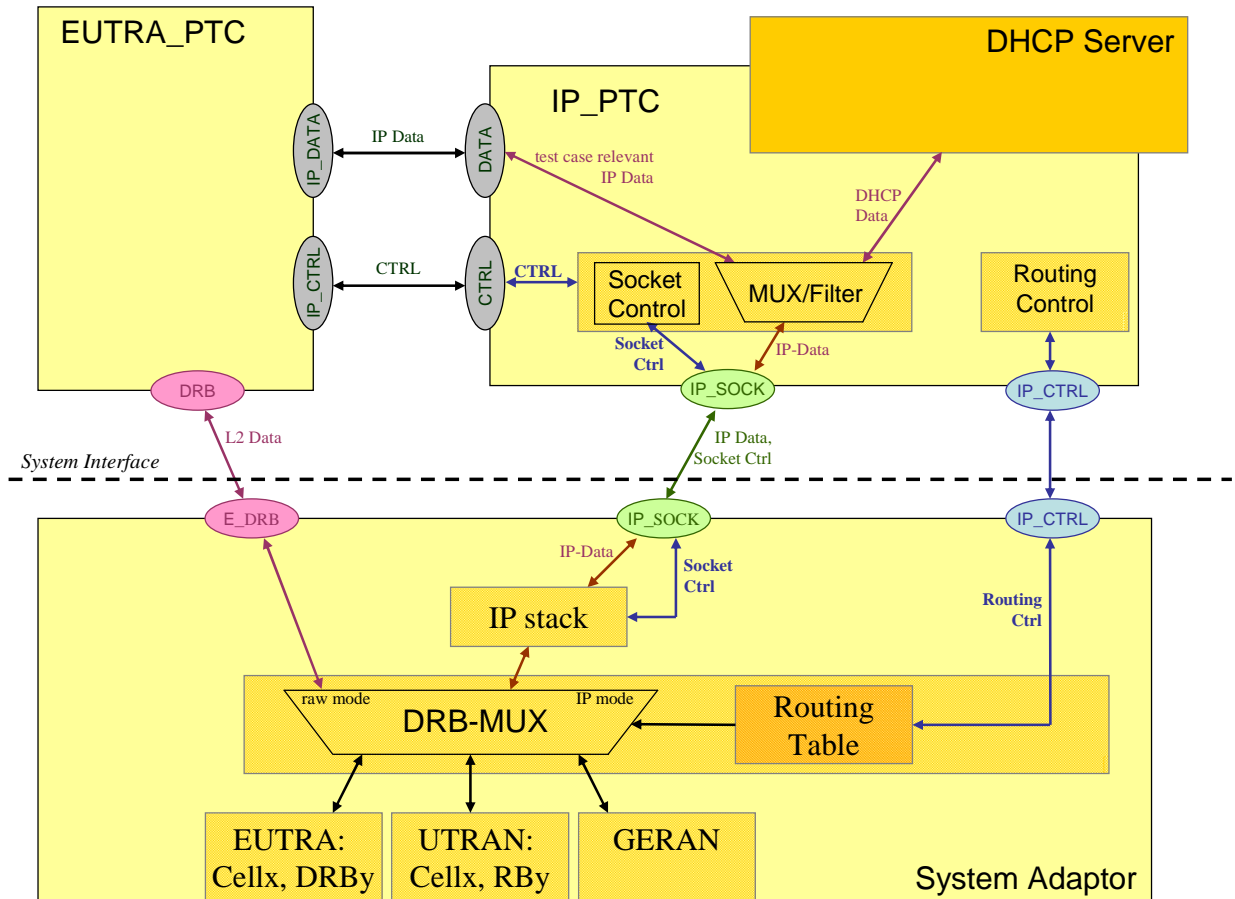 EUTRA_PTC
DHCP Server
IP_PTC
IP_DATA
IP Data
DATA
test case relevant
IP Data
DHCP
Data
IP_CTRL
CTRL
CTRL
CTRL
Socket
Control
MUX/Filter
Routing
Control
Socket
Ctrl
IP-Data
DRB
IP_SOCK
IP_CTRL
L2 Data
IP Data,
Socket Ctrl
System Interface
E_DRB
IP_SOCK
IP_CTRL
IP-Data
Socket
Ctrl
IP stack
Routing
Ctrl
raw mode
IP mode
DRB-MUX
Routing
Table
EUTRA:
Cellx, DRBy
UTRAN:
Cellx, RBy
GERAN
System Adaptor